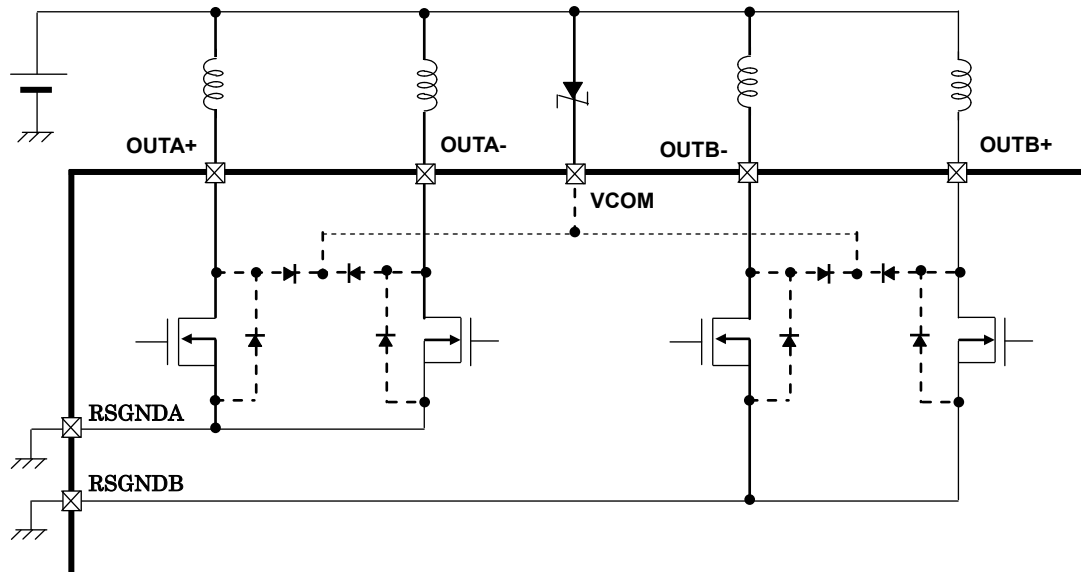 OUTA+
OUTA-
OUTB-
OUTB+
VCOM
RSGNDA
RSGNDB